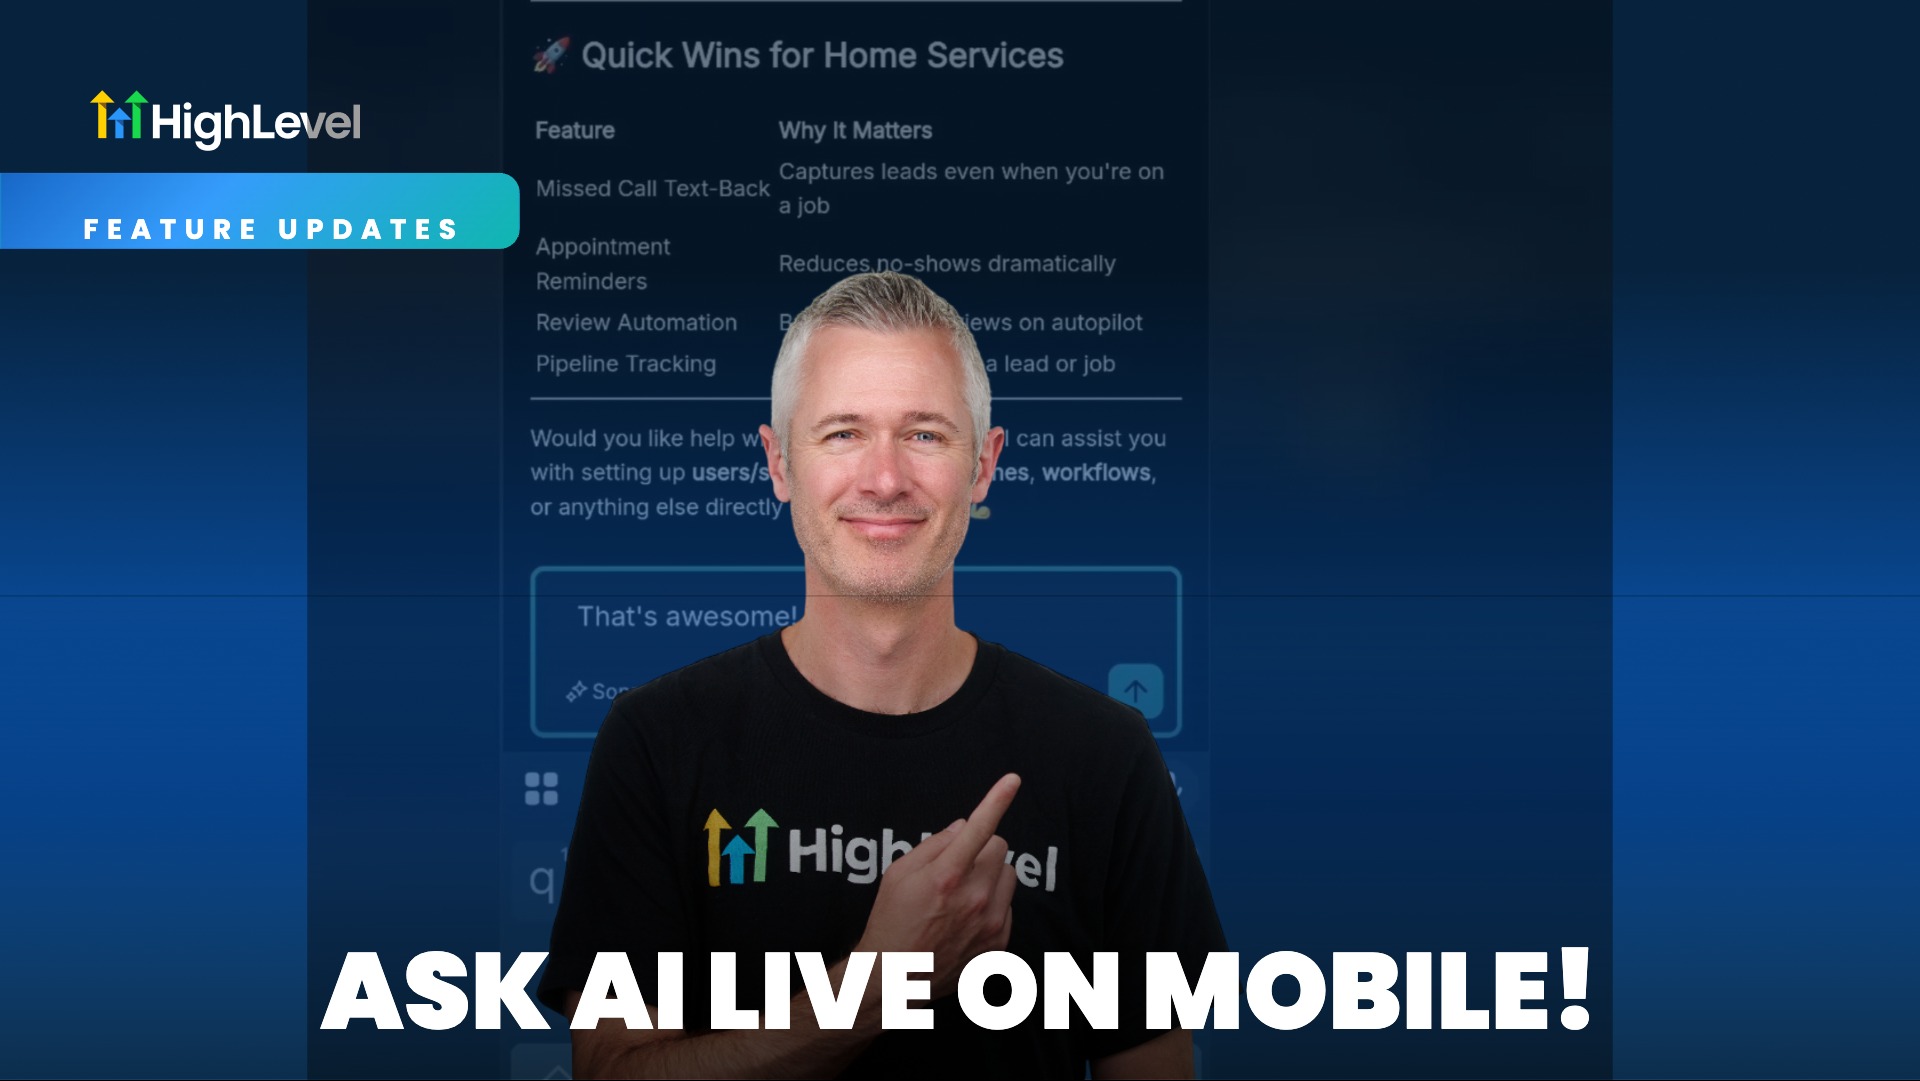 🚀 Quick Wins for Home Services
HighLevel
FEATURE UPDATES
Feature Why It Matters
Missed Call Text-Back Captures leads even when you're on
a job
Appointment
Reminders Reduces no-shows dramatically
Review Automation iews on autopilot
Pipeline Tracking a lead or job
Would you like help I can assist you
with setting up users/s nes, workflows,
or anything else directly
That's awesome!
HighLevel
q
ASK AI LIVE ON MOBILE!